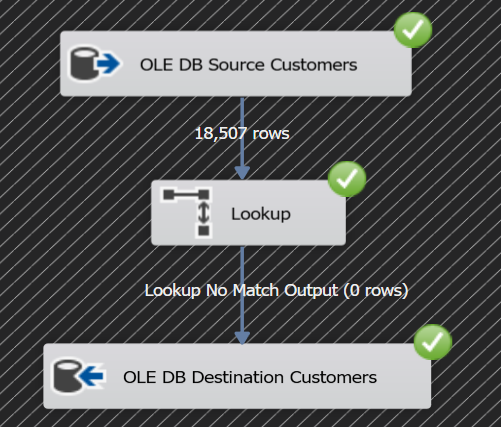 OLE DB Source Customers
18,507 rows
Lookup
Lookup No Match Output (0 rows)
OLE DB Destination Customers